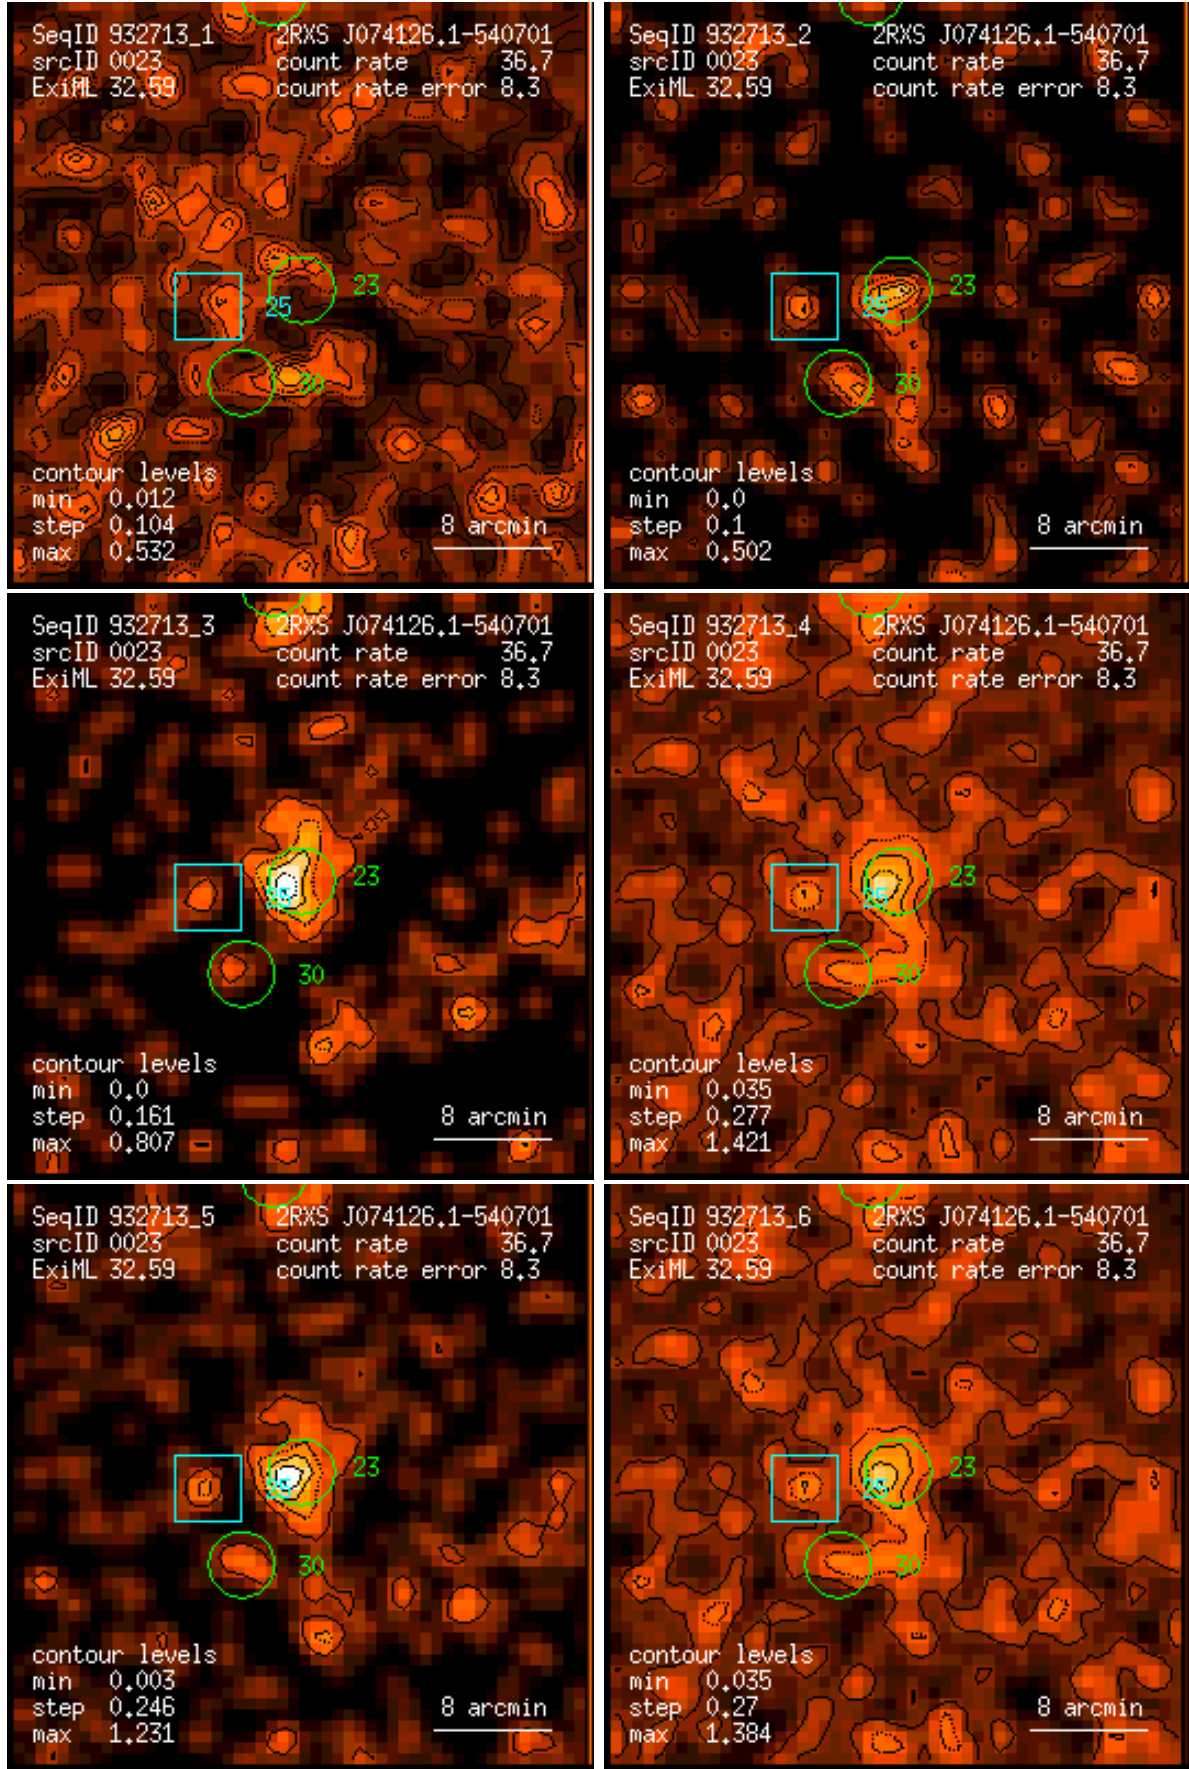 SeqID 932713_1 2RXS J074126.1-540701
srcID 0023 count rate 36.7
ExiML 32.59 count rate error 8.3
23
25
30
contour levels
min 0.012
step 0.104
max 0.532
8 arcmin
SeqID 932713_2 2RXS J074126.1-540701
srcID 0023 count rate 36.7
ExiML 32.59 count rate error 8.3
23
25
30
contour levels
min 0.0
step 0.1
max 0.502
8 arcmin
SeqID 932713_3 2RXS J074126.1-540701
srcID 0023 count rate 36.7
ExiML 32.59 count rate error 8.3
23
25
30
contour levels
min 0.0
step 0.161
max 0.807
8 arcmin
SeqID 932713_4 2RXS J074126.1-540701
srcID 0023 count rate 36.7
ExiML 32.59 count rate error 8.3
23
25
30
contour levels
min 0.035
step 0.277
max 1.421
8 arcmin
SeqID 932713_5 2RXS J074126.1-540701
srcID 0023 count rate 36.7
ExiML 32.59 count rate error 8.3
23
25
30
contour levels
min 0.003
step 0.246
max 1.231
8 arcmin
SeqID 932713_6 2RXS J074126.1-540701
srcID 0023 count rate 36.7
ExiML 32.59 count rate error 8.3
23
25
30
contour levels
min 0.035
step 0.27
max 1.384
8 arcmin